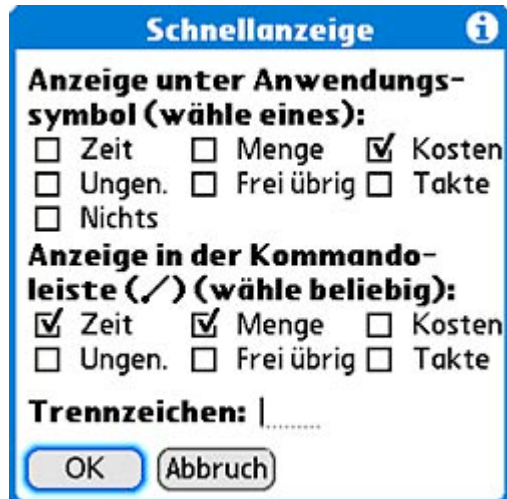 Schnellanzeige
Anzeige unter Anwendungs-
symbol (wähle eines):
Zeit Menge Kosten
Ungen. Frei übrig Takte
Nichts
Anzeige in der Kommando-
leiste (⟋) (wähle beliebig):
Zeit Menge Kosten
Ungen. Frei übrig Takte
Trennzeichen:
OK Abbruch